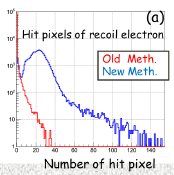 (a)
Hit pixels of recoil electron
Old Meth.
New Meth.
10⁵
10⁴
10³
10²
10
1
0 20 40 60 80 100 120 140
Number of hit pixel